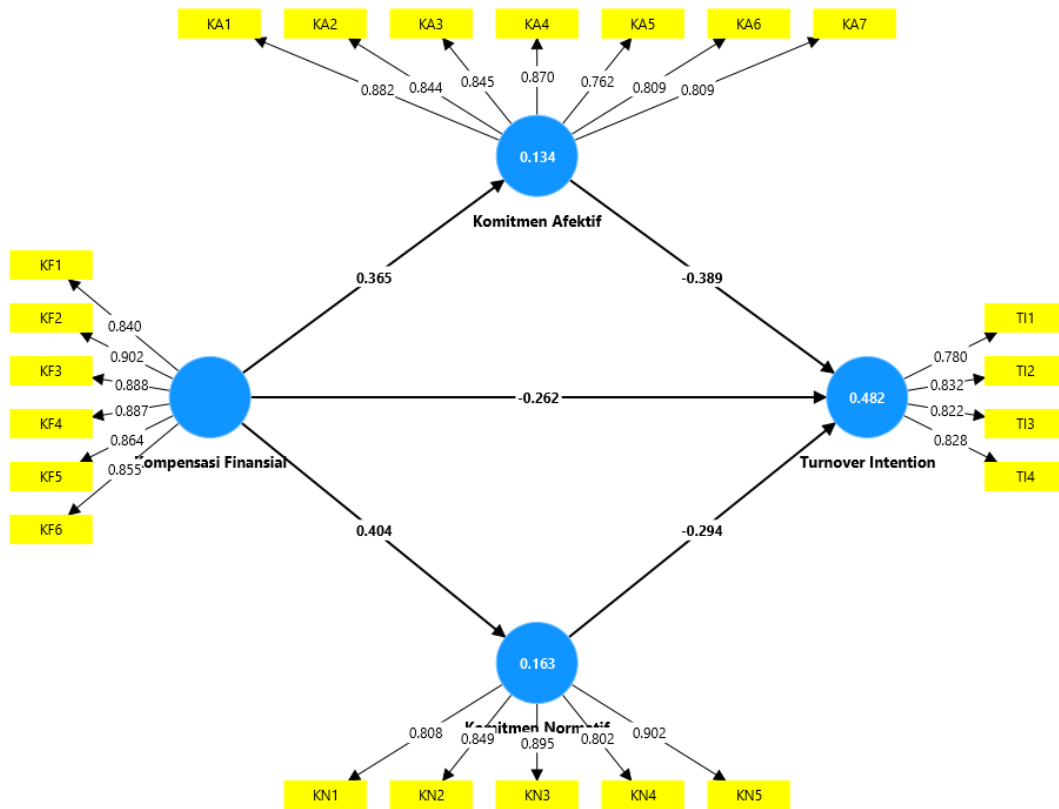 KA1 KA2 KA3 KA4 KA5 KA6 KA7
0.882 0.844 0.845 0.870 0.762 0.809 0.809
0.134
Komitmen Afektif
KF1
KF2
KF3
KF4
KF5
KF6
0.840
0.902
0.888
0.887
0.864
0.855
Kompensasi Finansial
0.365
-0.389
-0.262
0.404
-0.294
0.482
Turnover Intention
0.780
0.832
0.822
0.828
TI1
TI2
TI3
TI4
0.163
Komitmen Normatif
0.808 0.849 0.895 0.802 0.902
KN1 KN2 KN3 KN4 KN5